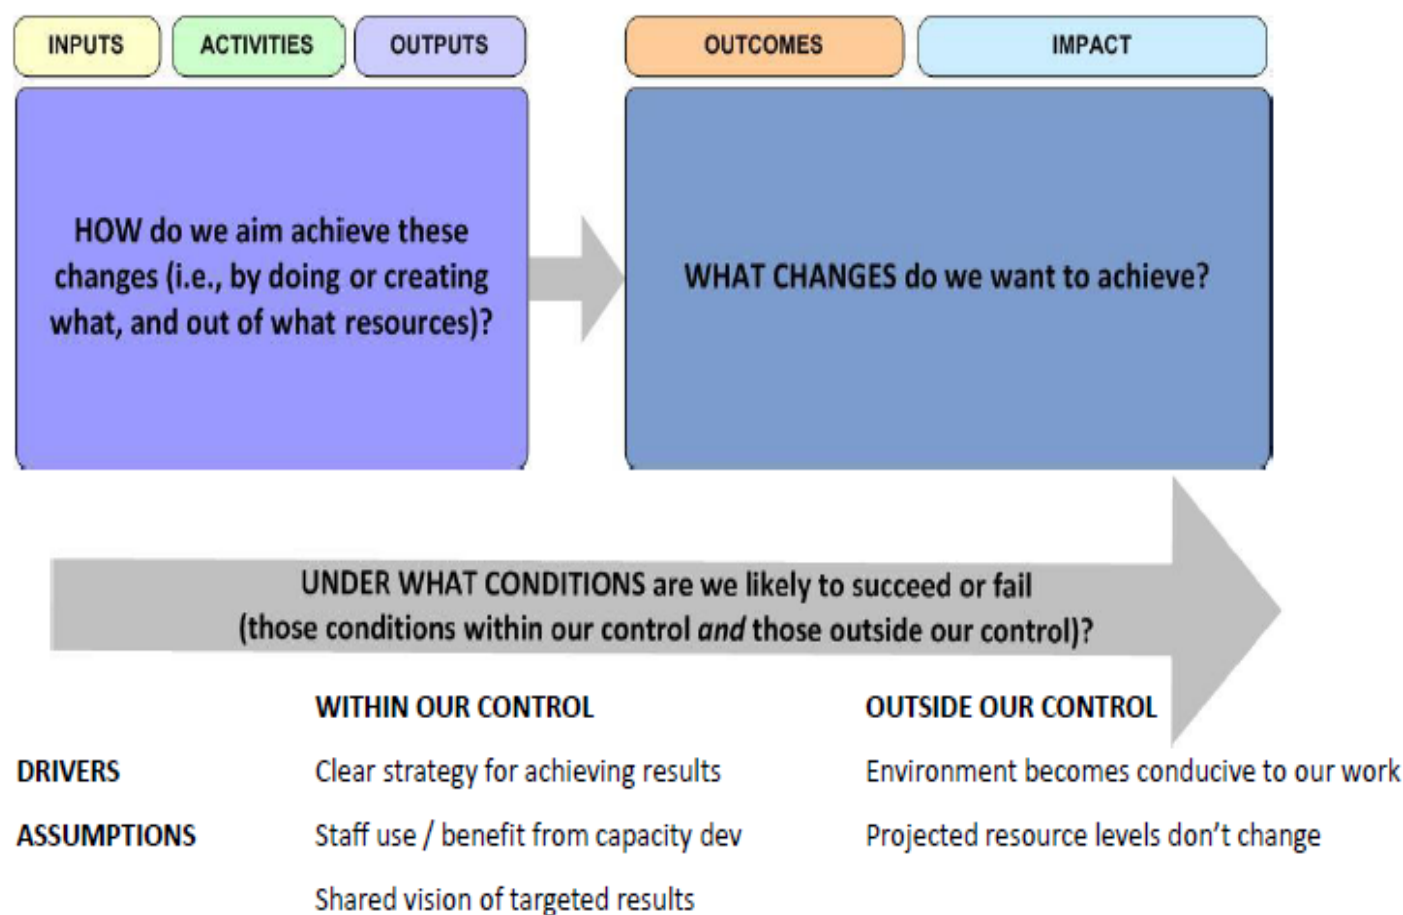 INPUTS
ACTIVITIES
OUTPUTS
OUTCOMES
IMPACT
HOW do we aim achieve these
changes (i.e., by doing or creating
what, and out of what resources)?
WHAT CHANGES do we want to achieve?
UNDER WHAT CONDITIONS are we likely to succeed or fail
(those conditions within our control and those outside our control)?
WITHIN OUR CONTROL
OUTSIDE OUR CONTROL
DRIVERS
Clear strategy for achieving results
Environment becomes conducive to our work
ASSUMPTIONS
Staff use / benefit from capacity dev
Projected resource levels don’t change
Shared vision of targeted results